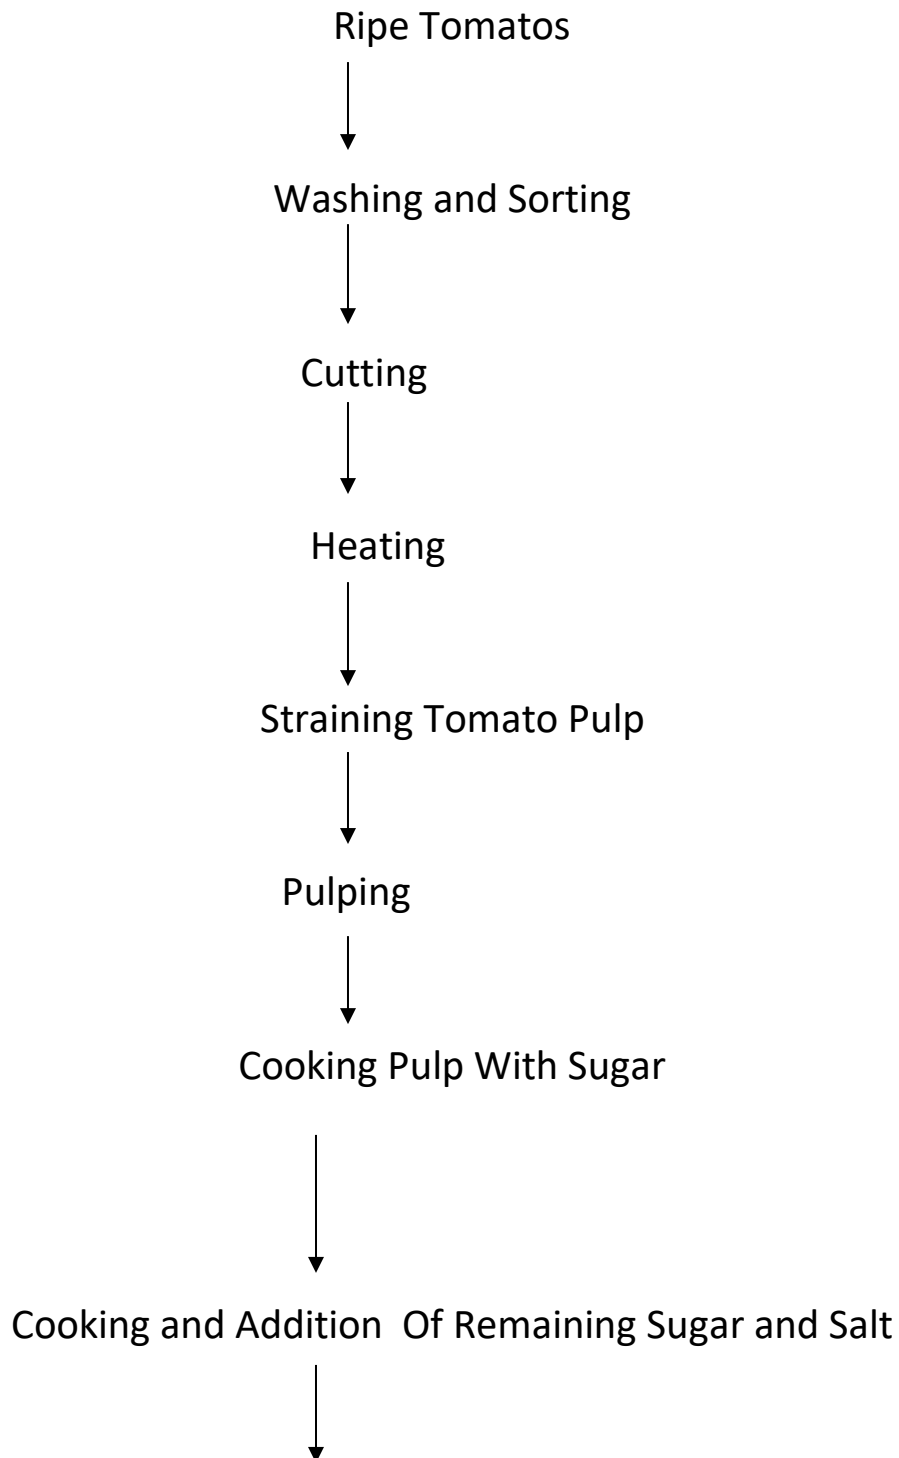 Ripe Tomatos
Washing and Sorting
Cutting
Heating
Straining Tomato Pulp
Pulping
Cooking Pulp With Sugar
Cooking and Addition  Of Remaining Sugar and Salt